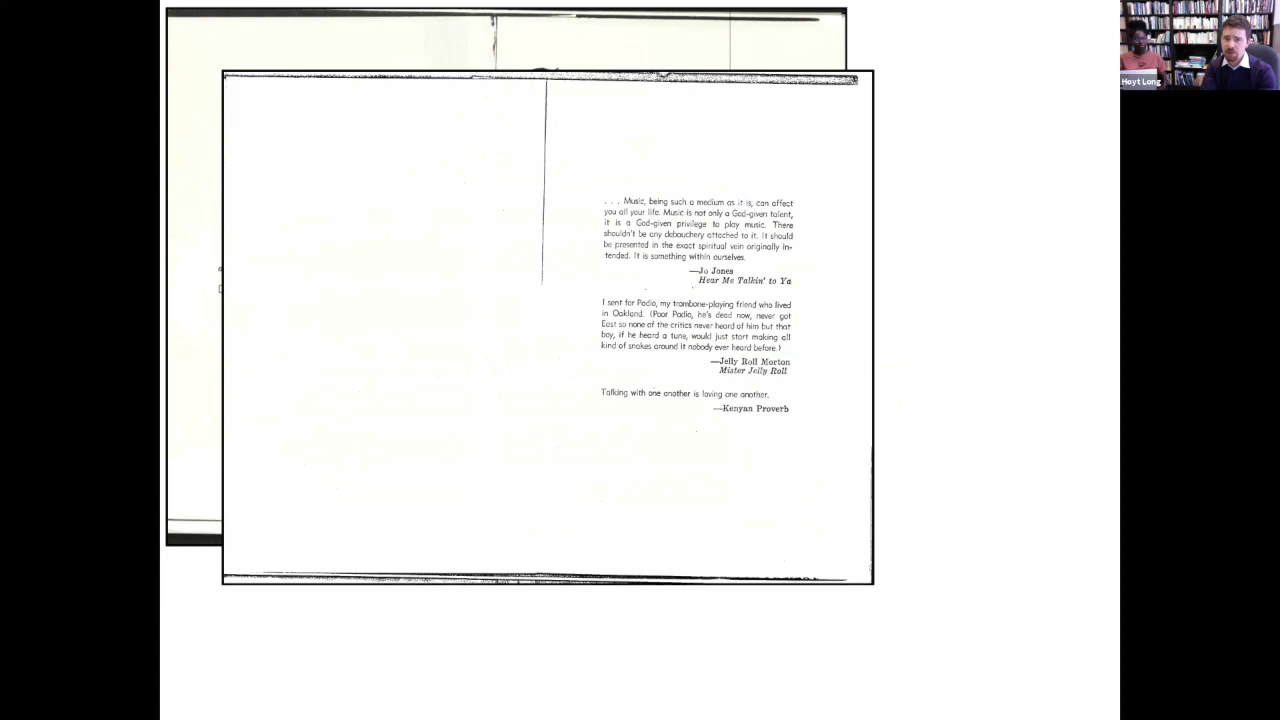 Hoyt Long
. . . Music, being such a medium as it is, can affect
you all your life. Music is not only a God-given talent,
it is a God-given privilege to play music. There
shouldn't be any debauchery attached to it. It should
be presented in the exact spiritual vein originally in-
tended. It is something within ourselves.
—Jo Jones
Hear Me Talkin' to Ya
I sent for Padio, my trombone-playing friend who lived
in Oakland. (Poor Padio, he's dead now, never got
East so none of the critics never heard of him but that
boy, if he heard a tune, would just start making all
kind of snakes around it nobody ever heard before.)
—Jelly Roll Morton
Mister Jelly Roll
Talking with one another is loving one another.
—Kenyan Proverb